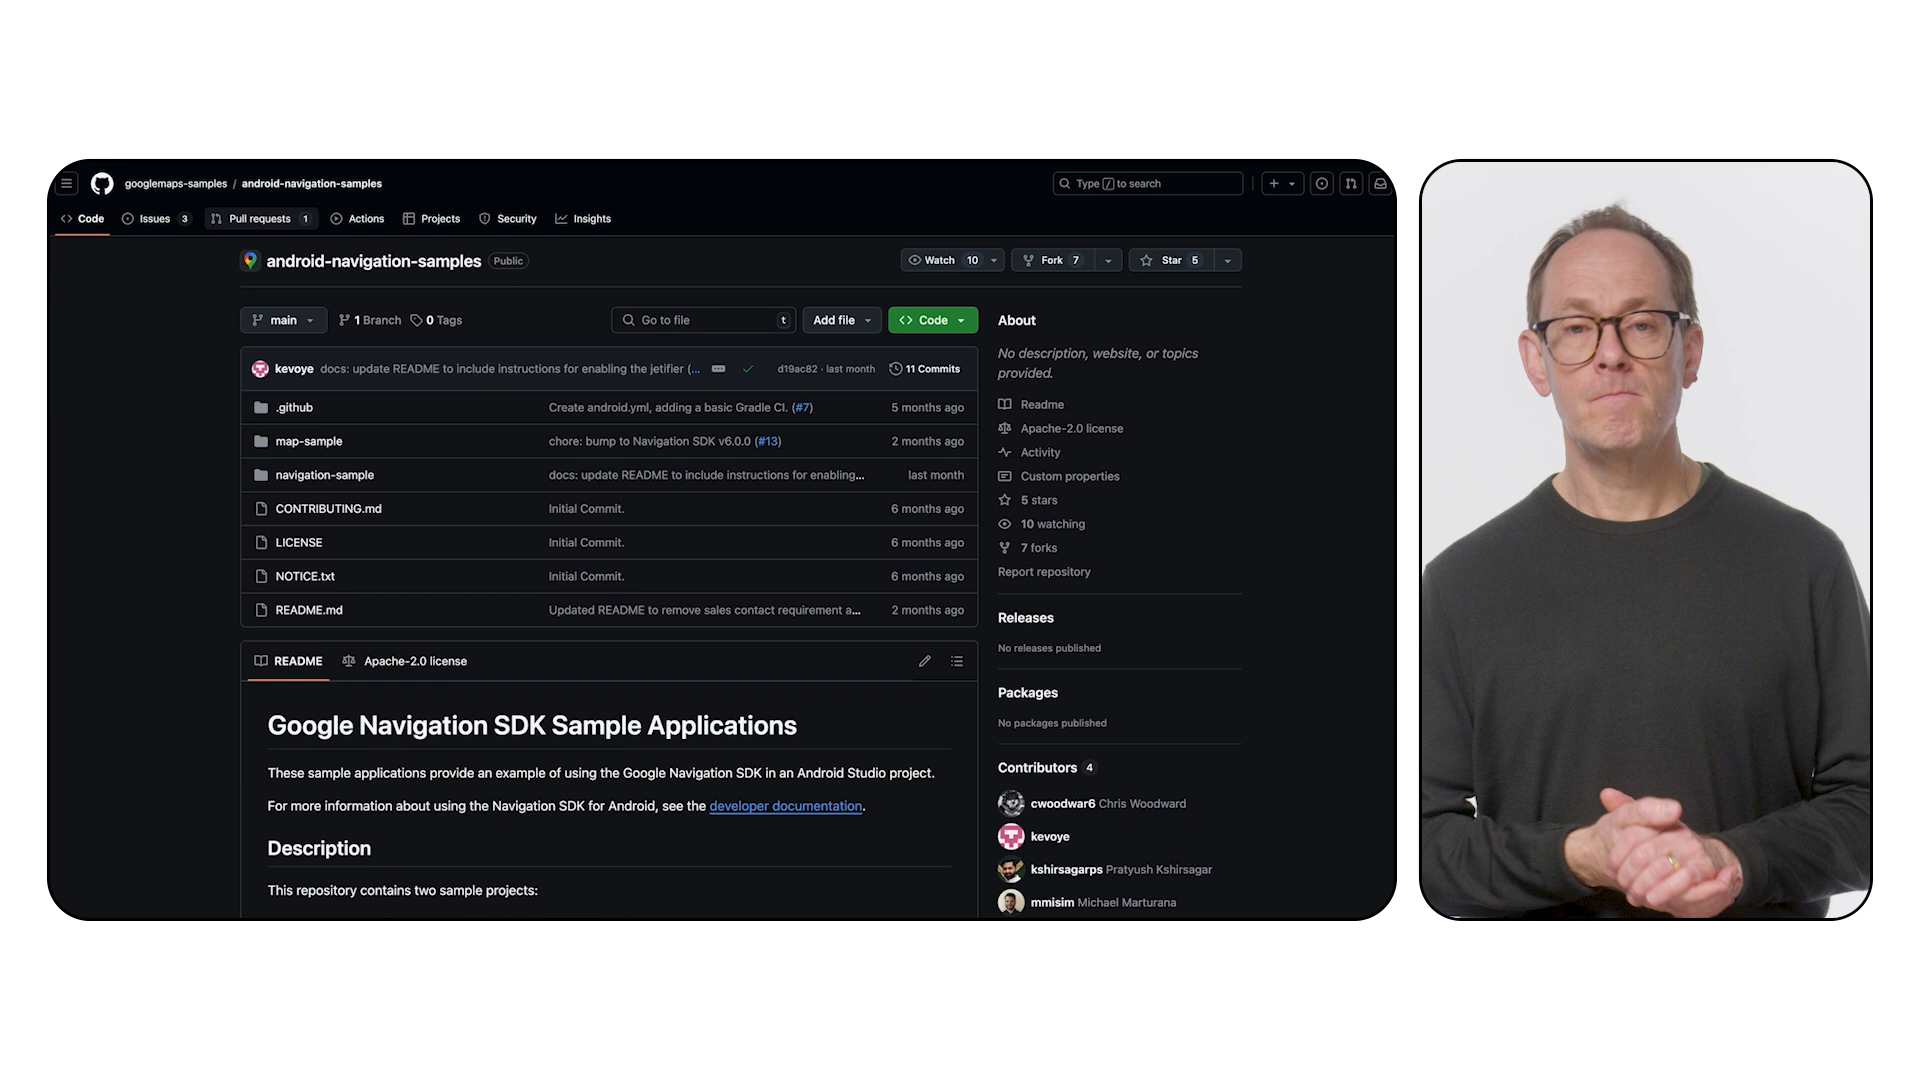 googlemaps-samples / android-navigation-samples
Type / to search
Code Issues 3 Pull requests 1 Actions Projects Security Insights
android-navigation-samples Public
Watch 10 Fork 7 Star 5
main 1 Branch 0 Tags Go to file t Add file Code
kevoye docs: update README to include instructions for enabling the jetifier (... d19ac82 · last month 11 Commits
.github Create android.yml, adding a basic Gradle CI. (#7) 5 months ago
map-sample chore: bump to Navigation SDK v6.0.0 (#13) 2 months ago
navigation-sample docs: update README to include instructions for enabling... last month
CONTRIBUTING.md Initial Commit. 6 months ago
LICENSE Initial Commit. 6 months ago
NOTICE.txt Initial Commit. 6 months ago
README.md Updated README to remove sales contact requirement a... 2 months ago
README Apache-2.0 license
Google Navigation SDK Sample Applications
These sample applications provide an example of using the Google Navigation SDK in an Android Studio project.
For more information about using the Navigation SDK for Android, see the developer documentation.
Description
This repository contains two sample projects:
About
No description, website, or topics
provided.
Readme
Apache-2.0 license
Activity
Custom properties
5 stars
10 watching
7 forks
Report repository
Releases
No releases published
Packages
No packages published
Contributors 4
cwoodwar6 Chris Woodward
kevoye
kshirsagarps Pratyush Kshirsagar
mmisim Michael Marturana